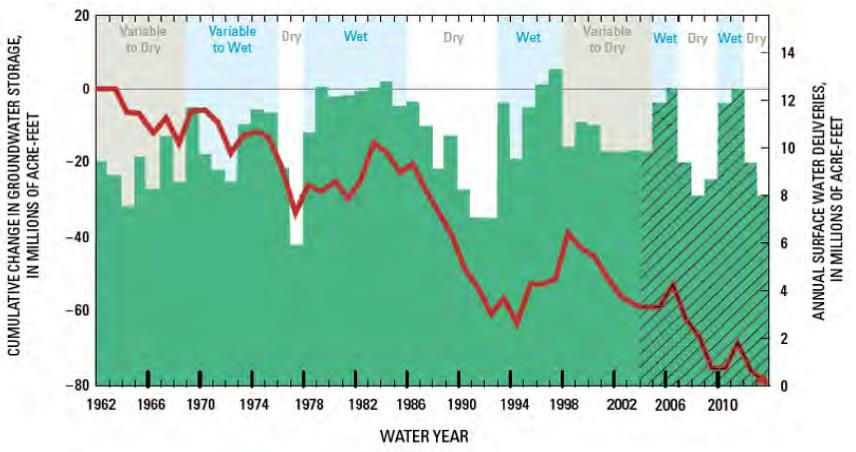 CUMULATIVE CHANGE IN GROUNDWATER STORAGE,
IN MILLIONS OF ACRE-FEET
20
0
−20
−40
−60
−80
Variable
to Dry
Variable
to Wet
Dry
Wet
Dry
Wet
Variable
to Dry
Wet
Dry
Wet
Dry
14
12
10
8
6
4
2
0
ANNUAL SURFACE WATER DELIVERIES,
IN MILLIONS OF ACRE-FEET
1962 1966 1970 1974 1978 1982 1986 1990 1994 1998 2002 2006 2010
WATER YEAR